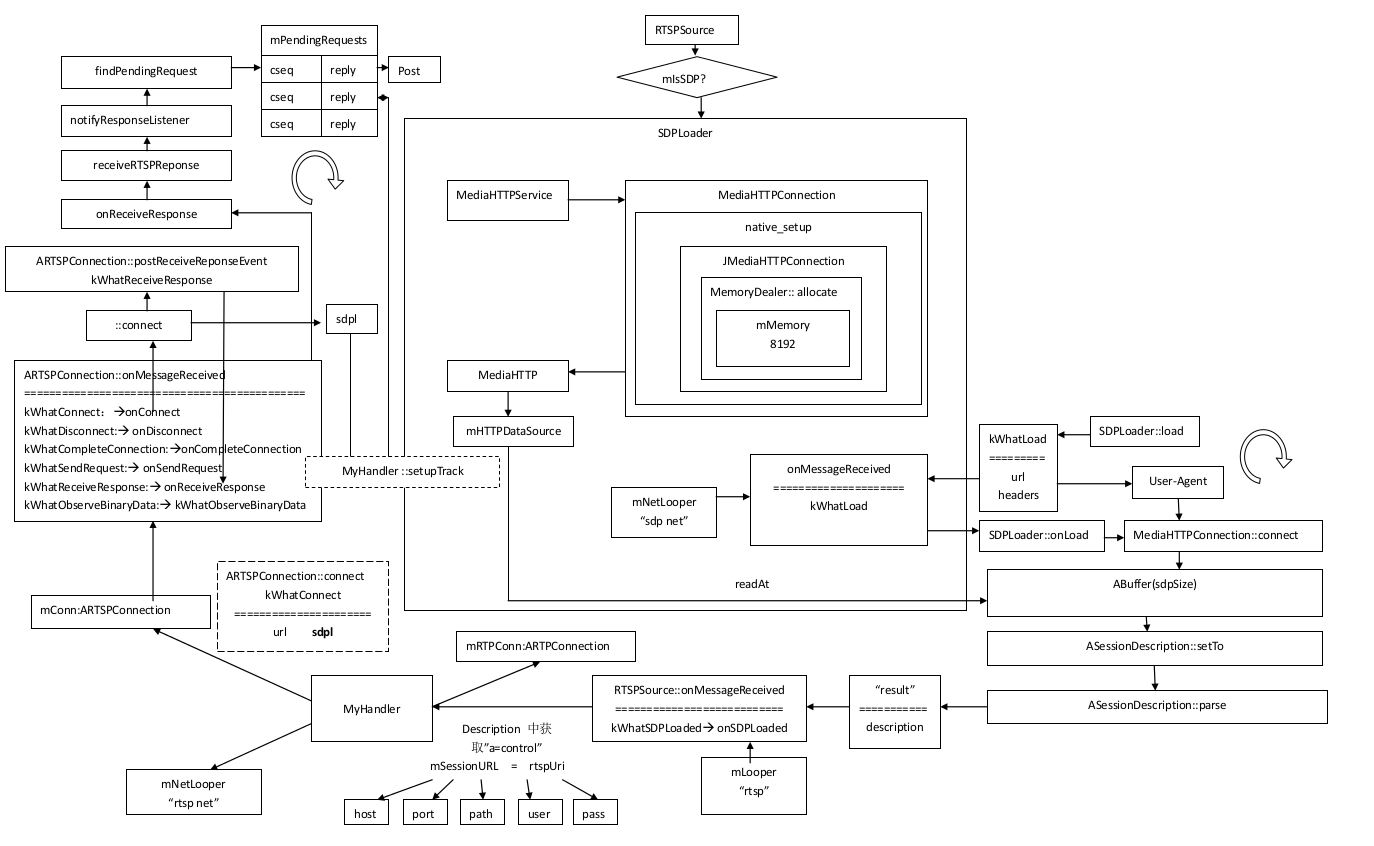 RTSPSource
mIsSDP?
mPendingRequests
cseq reply
cseq reply
cseq reply
Post
findPendingRequest
notifyResponseListener
receiveRTSPReponse
onReceiveResponse
ARTSPConnection::postReceiveReponseEvent
kWhatReceiveResponse
::connect
sdpl
ARTSPConnection::onMessageReceived
=============================================
kWhatConnect：→onConnect
kWhatDisconnect:→ onDisconnect
kWhatCompleteConnection:→onCompleteConnection
kWhatSendRequest:→ onSendRequest
kWhatReceiveResponse:→ onReceiveResponse
kWhatObserveBinaryData:→ kWhatObserveBinaryData
MyHandler ::setupTrack
SDPLoader
MediaHTTPService
MediaHTTPConnection
native_setup
JMediaHTTPConnection
MemoryDealer:: allocate
mMemory
8192
MediaHTTP
mHTTPDataSource
mNetLooper
“sdp net”
onMessageReceived
=====================
kWhatLoad
readAt
kWhatLoad
=========
url
headers
SDPLoader::load
User-Agent
SDPLoader::onLoad
MediaHTTPConnection::connect
ABuffer(sdpSize)
ASessionDescription::setTo
ASessionDescription::parse
“result”
===========
description
RTSPSource::onMessageReceived
===========================
kWhatSDPLoaded→ onSDPLoaded
mLooper
“rtsp”
mConn:ARTSPConnection
ARTSPConnection::connect
kWhatConnect
======================
url sdpl
mRTPConn:ARTPConnection
MyHandler
mNetLooper
“rtsp net”
Description 中获
取”a=control”
mSessionURL = rtspUri
host
port
path
user
pass